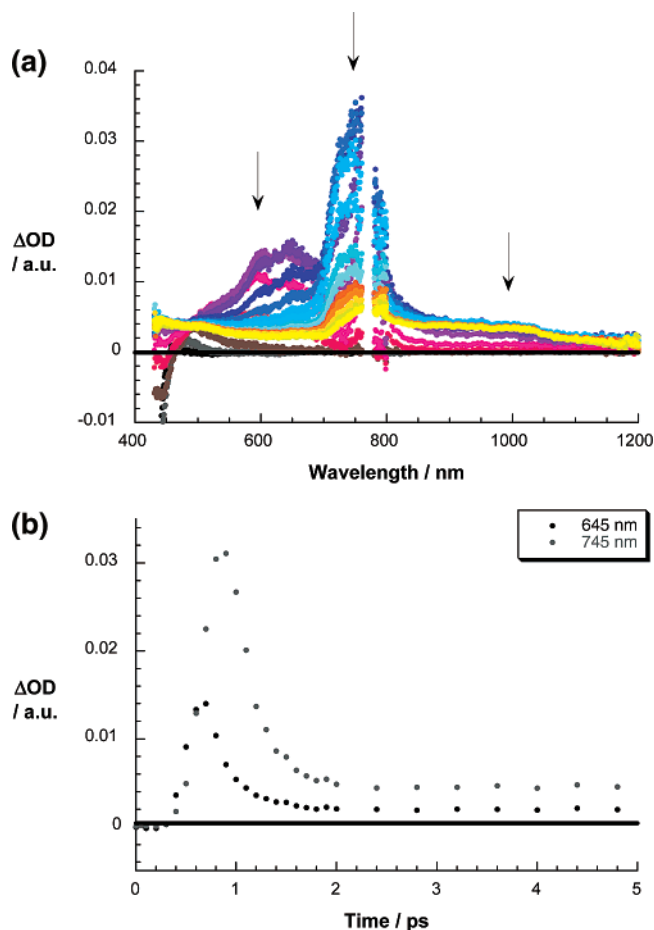 (a)
0.04
0.03
0.02
ΔOD
/ a.u.
0.01
0
-0.01
400 600 800 1000 1200
Wavelength / nm
(b)
645 nm
745 nm
0.03
0.02
ΔOD
/ a.u.
0.01
0
0 1 2 3 4 5
Time / ps